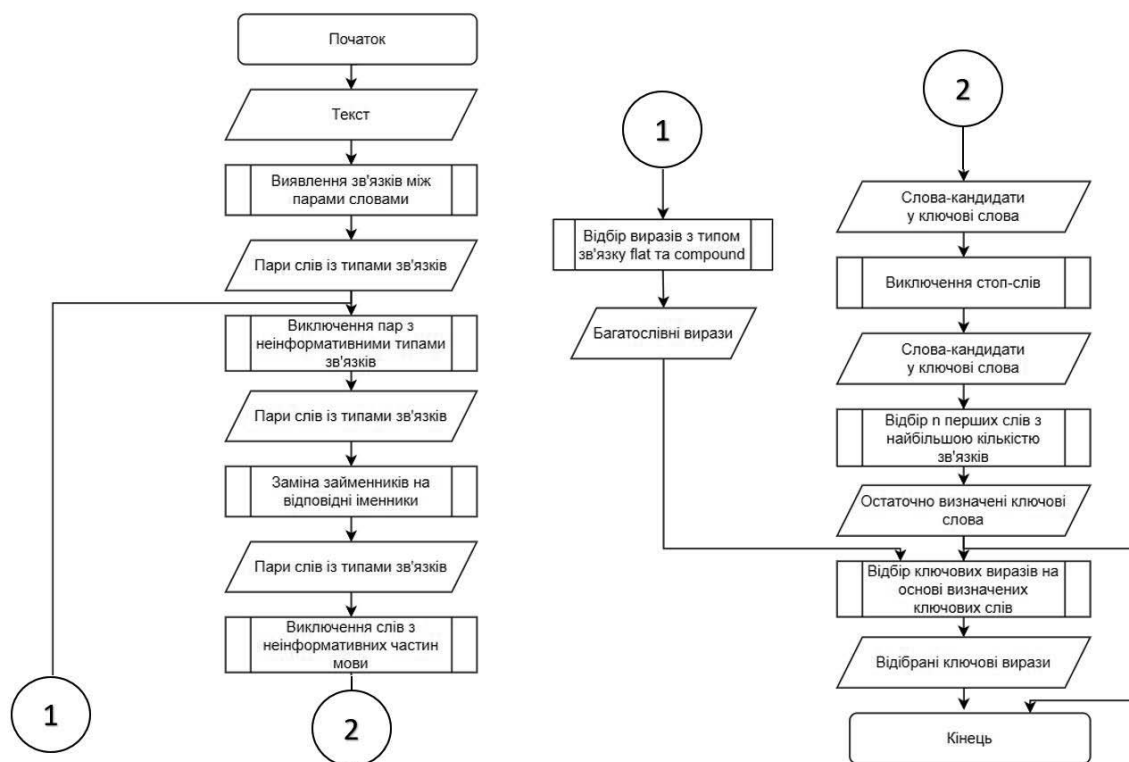 Початок
Текст
Виявлення зв'язків між
парами словами
Пари слів із типами зв'язків
Виключення пар з
неінформативними типами
зв'язків
Пари слів із типами зв'язків
Заміна займенників на
відповідні іменники
Пари слів із типами зв'язків
Виключення слів з
неінформативних частин
мови
1
2
1
Відбір виразів з типом
зв'язку flat та compound
Багатослівні вирази
2
Слова-кандидати
у ключові слова
Виключення стоп-слів
Слова-кандидати
у ключові слова
Відбір n перших слів з
найбільшою кількістю
зв'язків
Остаточно визначені ключові
слова
Відбір ключових виразів на
основі визначених
ключових слів
Відібрані ключові вирази
Кінець